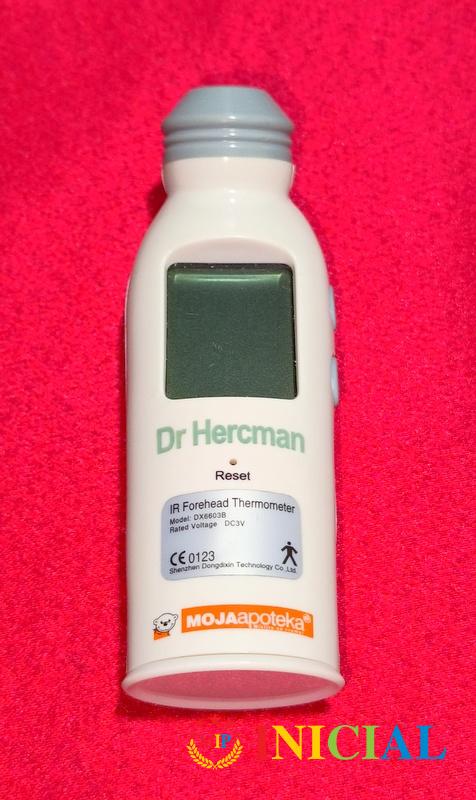 Dr Hercman
Reset
IR Forehead Thermometer
Model: DX6603B
Rated Voltage DC3V
CE 0123
Shenzhen Dongdixin Technology Co.,Ltd.
MOJAapoteka®
IP INICIAL